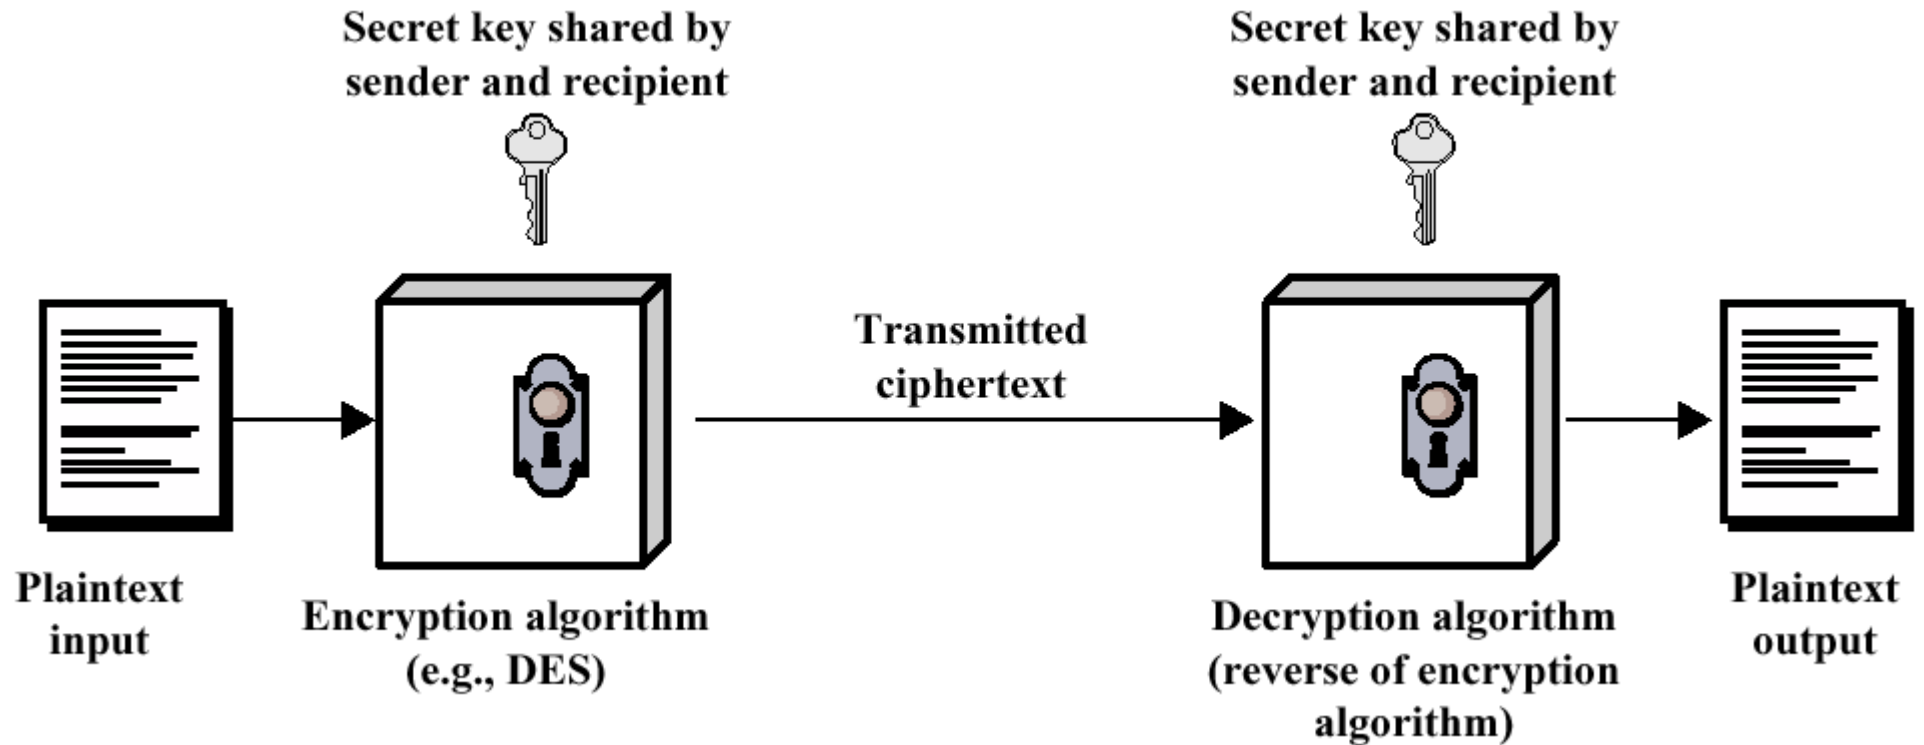 Secret key shared by
sender and recipient
Secret key shared by
sender and recipient
Transmitted
ciphertext
Plaintext
input
Encryption algorithm
(e.g., DES)
Decryption algorithm
(reverse of encryption
algorithm)
Plaintext
output